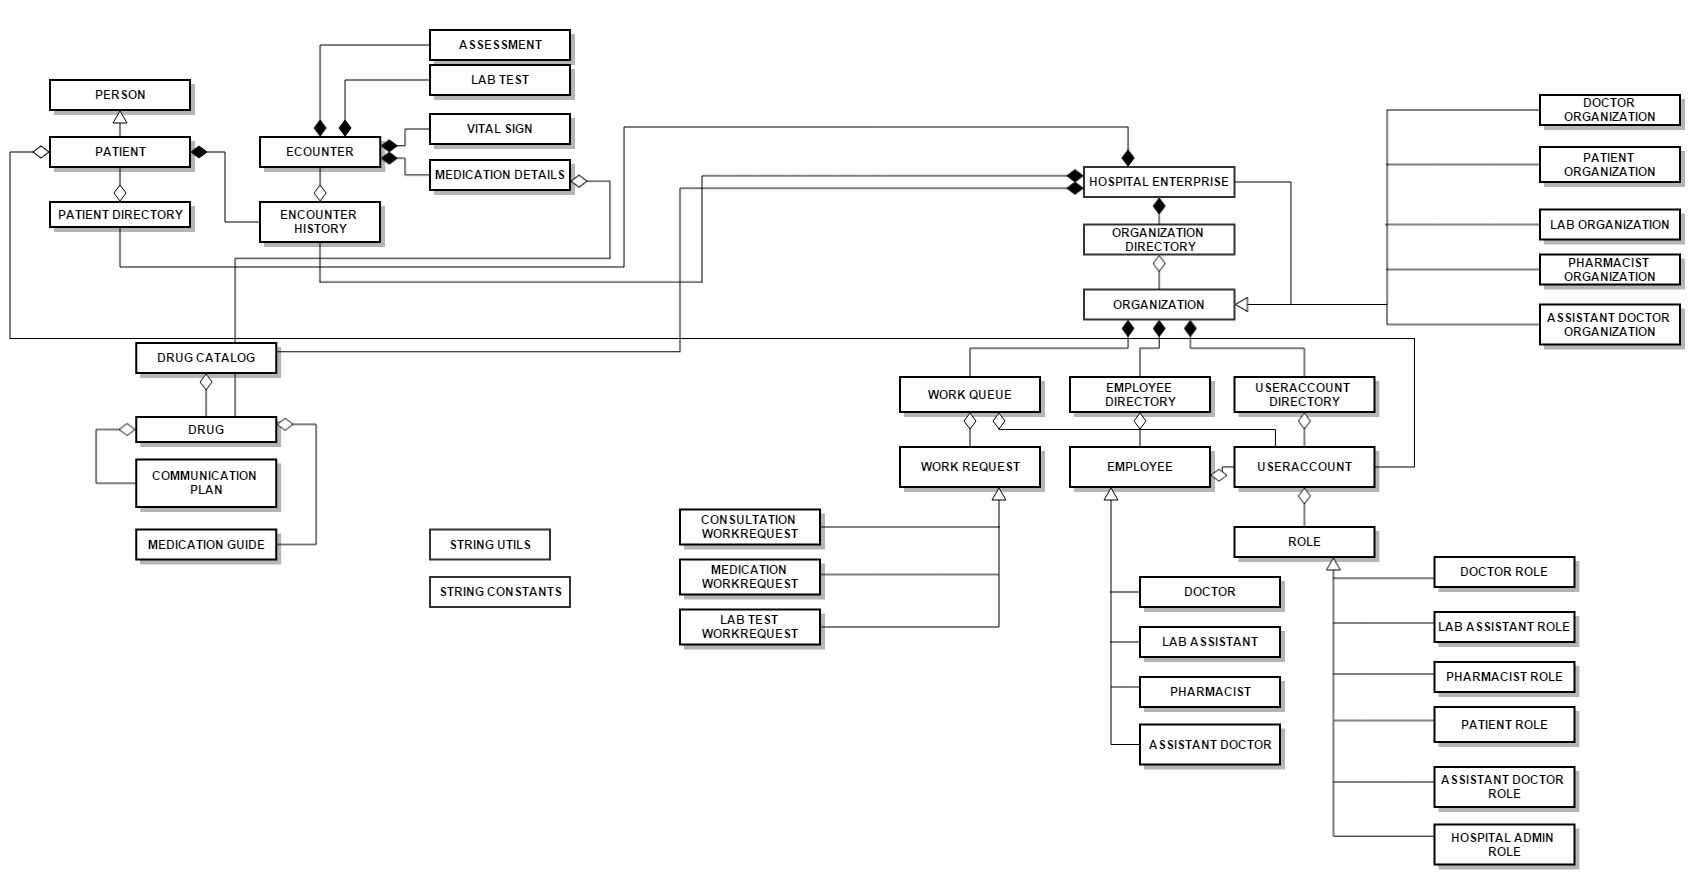 ASSESSMENT
LAB TEST
PERSON
VITAL SIGN
PATIENT
ECOUNTER
MEDICATION DETAILS
PATIENT DIRECTORY
ENCOUNTER
HISTORY
HOSPITAL ENTERPRISE
ORGANIZATION
DIRECTORY
ORGANIZATION
DOCTOR
ORGANIZATION
PATIENT
ORGANIZATION
LAB ORGANIZATION
PHARMACIST
ORGANIZATION
ASSISTANT DOCTOR
ORGANIZATION
DRUG CATALOG
DRUG
COMMUNICATION
PLAN
MEDICATION GUIDE
STRING UTILS
STRING CONSTANTS
WORK QUEUE
EMPLOYEE
DIRECTORY
USERACCOUNT
DIRECTORY
WORK REQUEST
EMPLOYEE
USERACCOUNT
CONSULTATION
WORKREQUEST
MEDICATION
WORKREQUEST
LAB TEST
WORKREQUEST
ROLE
DOCTOR
LAB ASSISTANT
PHARMACIST
ASSISTANT DOCTOR
DOCTOR ROLE
LAB ASSISTANT ROLE
PHARMACIST ROLE
PATIENT ROLE
ASSISTANT DOCTOR
ROLE
HOSPITAL ADMIN
ROLE